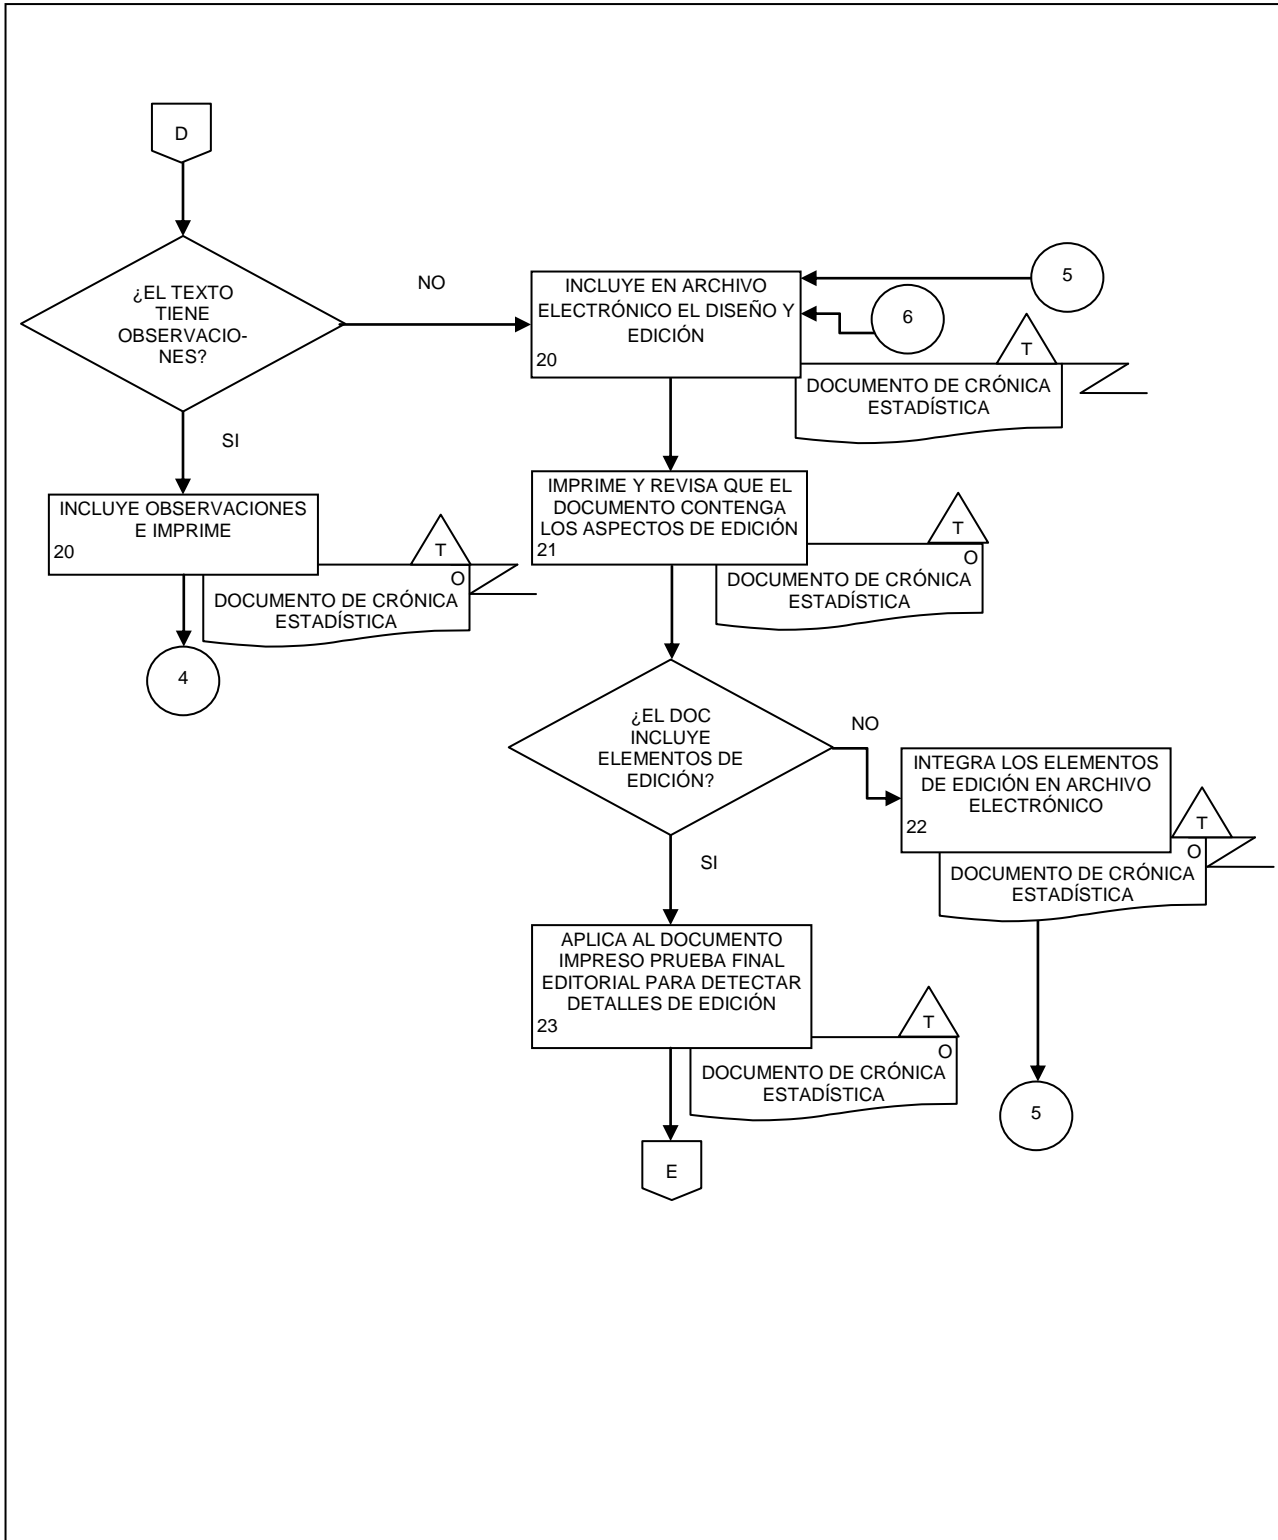 D
¿EL TEXTO
TIENE
OBSERVACIO-
NES?
NO
INCLUYE EN ARCHIVO
ELECTRÓNICO EL DISEÑO Y
EDICIÓN
20
5
6
T
DOCUMENTO DE CRÓNICA
ESTADÍSTICA
SI
INCLUYE OBSERVACIONES
E IMPRIME
20
T
O
DOCUMENTO DE CRÓNICA
ESTADÍSTICA
4
IMPRIME Y REVISA QUE EL
DOCUMENTO CONTENGA
LOS ASPECTOS DE EDICIÓN
21
T
O
DOCUMENTO DE CRÓNICA
ESTADÍSTICA
¿EL DOC
INCLUYE
ELEMENTOS DE
EDICIÓN?
NO
INTEGRA LOS ELEMENTOS
DE EDICIÓN EN ARCHIVO
ELECTRÓNICO
22
T
O
DOCUMENTO DE CRÓNICA
ESTADÍSTICA
SI
APLICA AL DOCUMENTO
IMPRESO PRUEBA FINAL
EDITORIAL PARA DETECTAR
DETALLES DE EDICIÓN
23
T
O
DOCUMENTO DE CRÓNICA
ESTADÍSTICA
5
E